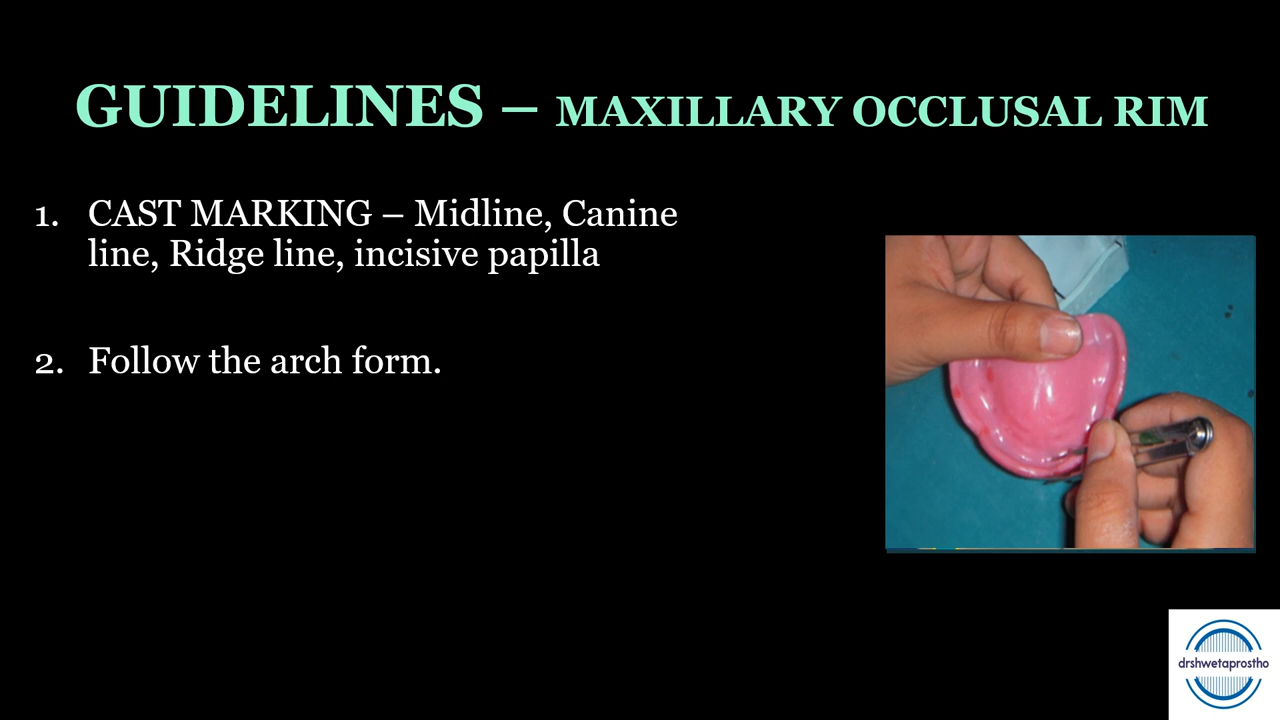 GUIDELINES – MAXILLARY OCCLUSAL RIM
1. CAST MARKING – Midline, Canine
line, Ridge line, incisive papilla
2. Follow the arch form.
drshwetaprostho